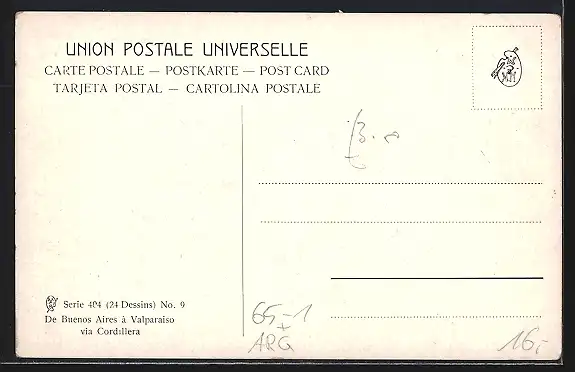 UNION POSTALE UNIVERSELLE
CARTE POSTALE — POSTKARTE — POST CARD
TARJETA POSTAL — CARTOLINA POSTALE
Serie 404 (24 Dessins) No. 9
De Buenos Aires à Valparaiso
via Cordillera
65-1
+
ARG
16,-